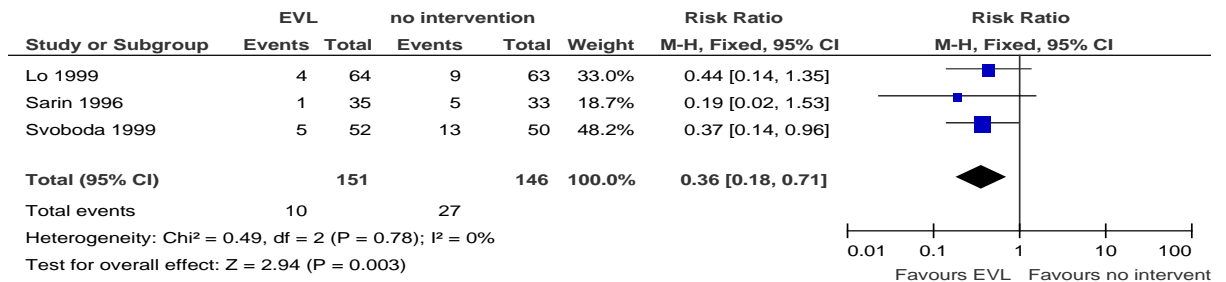 EVL no intervention Risk Ratio Risk Ratio
Study or Subgroup Events Total Events Total Weight M-H, Fixed, 95% CI M-H, Fixed, 95% CI
Lo 1999 4 64 9 63 33.0% 0.44 [0.14, 1.35]
Sarin 1996 1 35 5 33 18.7% 0.19 [0.02, 1.53]
Svoboda 1999 5 52 13 50 48.2% 0.37 [0.14, 0.96]
Total (95% CI) 151 146 100.0% 0.36 [0.18, 0.71]
Total events 10 27
Heterogeneity: Chi² = 0.49, df = 2 (P = 0.78); I² = 0%
Test for overall effect: Z = 2.94 (P = 0.003)
0.01 0.1 1 10 100
Favours EVL Favours no intervent